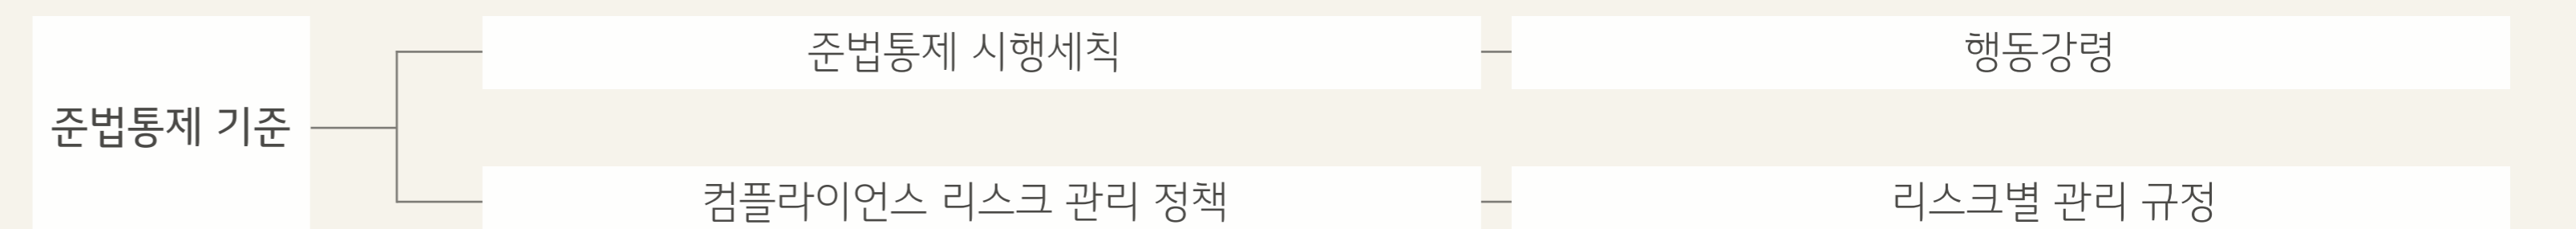 준법통제 기준
준법통제 시행세칙
행동강령
컴플라이언스 리스크 관리 정책
리스크별 관리 규정